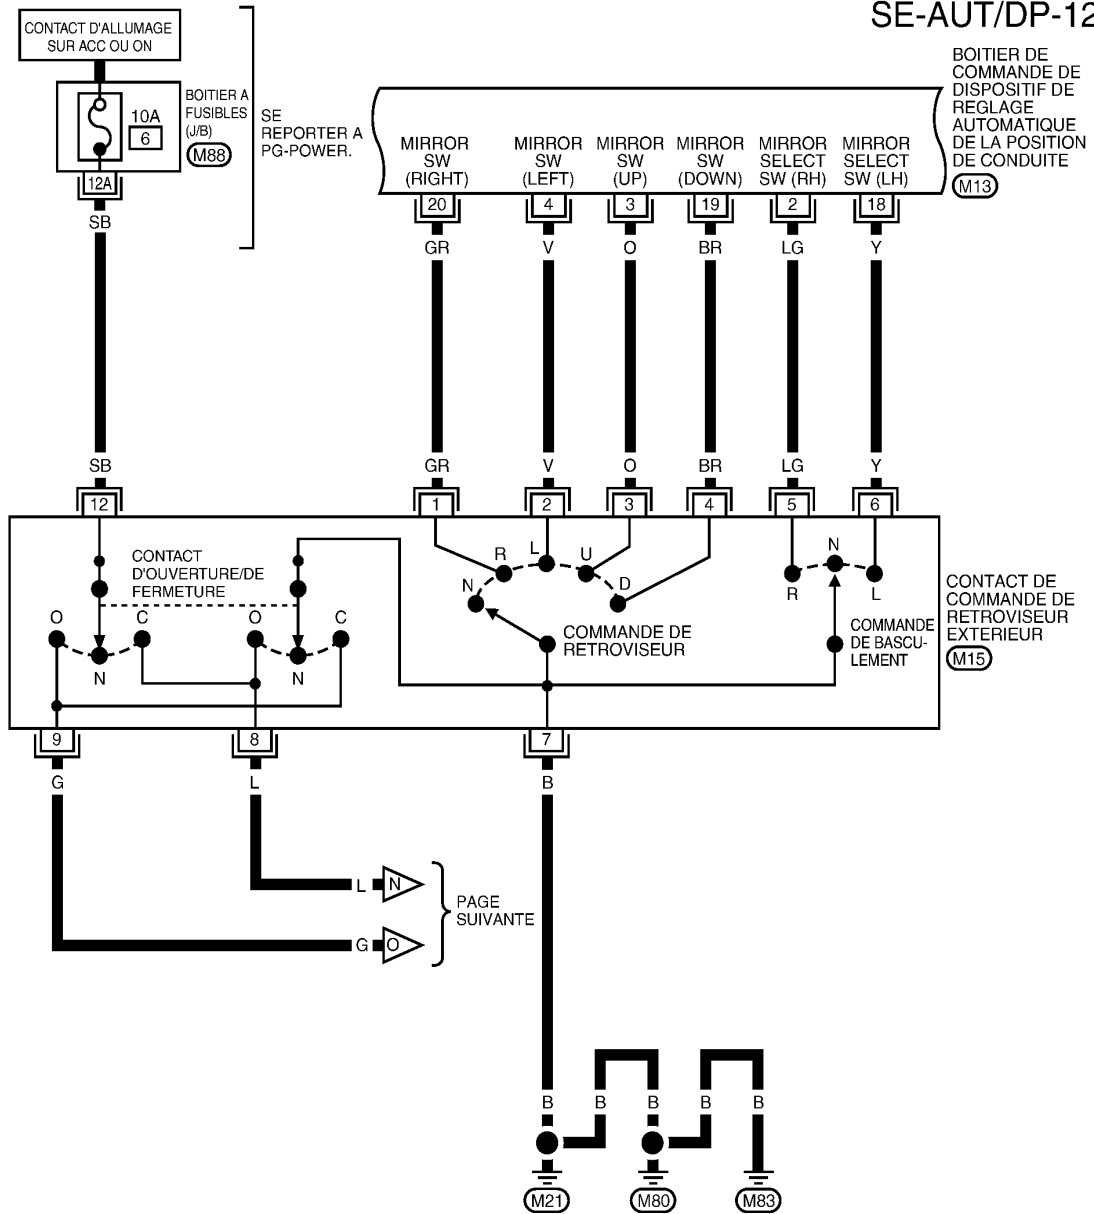 SE-AUT/DP-12
CONTACT D'ALLUMAGE
SUR ACC OU ON
10A
6
12A
SB
BOITIER A
FUSIBLES
(J/B)
M88
SE
REPORTER A
PG-POWER.
MIRROR
SW
(RIGHT)
MIRROR
SW
(LEFT)
MIRROR
SW
(UP)
MIRROR
SW
(DOWN)
MIRROR
SELECT
SW (RH)
MIRROR
SELECT
SW (LH)
BOITIER DE
COMMANDE DE
DISPOSITIF DE
REGLAGE
AUTOMATIQUE
DE LA POSITION
DE CONDUITE
M13
20 4 3 19 2 18
GR V O BR LG Y
SB GR V O BR LG Y
12 1 2 3 4 5 6
CONTACT
D'OUVERTURE/DE
FERMETURE
O C N
O C N
N R L U D
COMMANDE DE
RETROVISEUR
R N L
COMMANDE
DE BASCU-
LEMENT
CONTACT DE
COMMANDE DE
RETROVISEUR
EXTERIEUR
M15
9 8 7
G L B
L N
G O
PAGE
SUIVANTE
B B B B B
M21 M80 M83